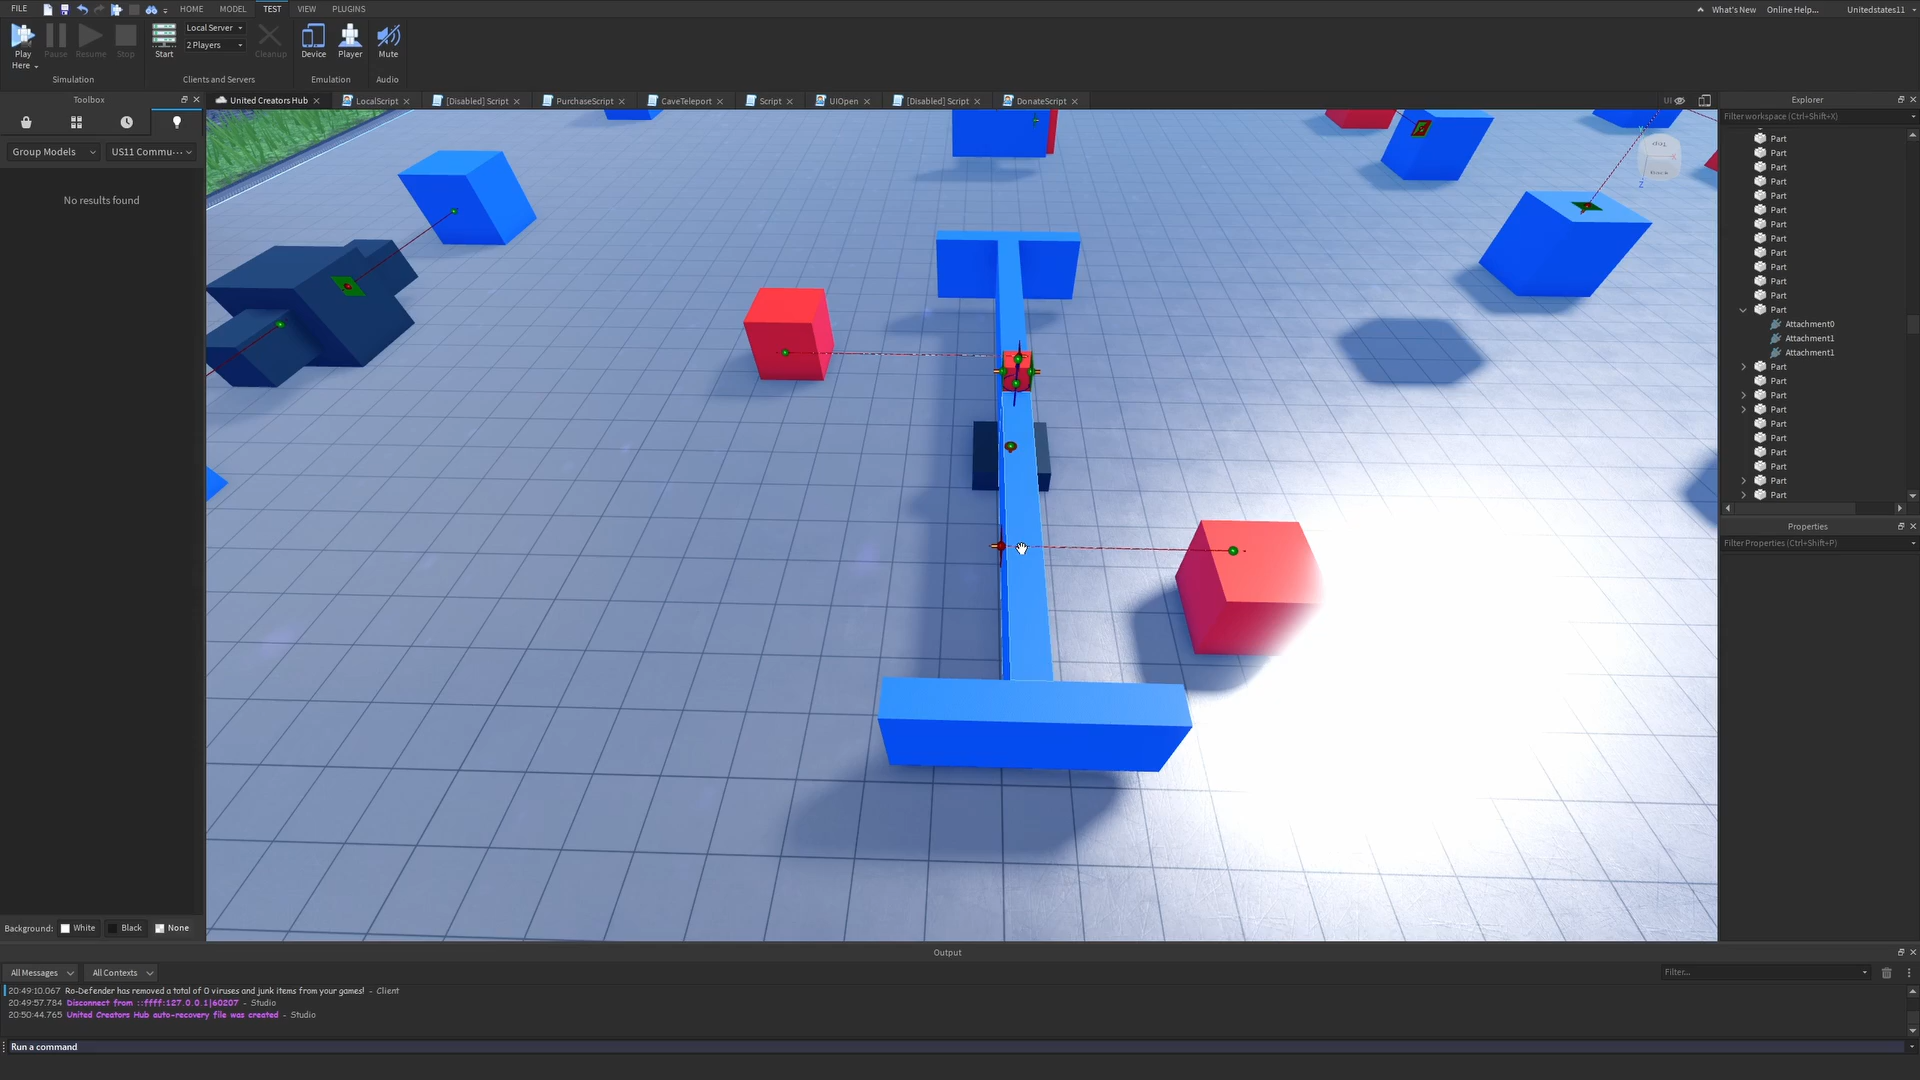 FILE HOME MODEL TEST VIEW PLUGINS What's New Online Help... Unitedstates11
Play Here Pause Resume Stop Start Local Server 2 Players Cleanup Device Player Mute
Simulation Clients and Servers Emulation Audio
Toolbox
United Creators Hub LocalScript [Disabled] Script PurchaseScript CaveTeleport Script UIOpen [Disabled] Script DonateScript UI
Group Models US11 Commu...
No results found
Background: White Black None
Explorer
Filter workspace (Ctrl+Shift+X)
Part
Part
Part
Part
Part
Part
Part
Part
Part
Part
Part
Part
Part
Attachment0
Attachment1
Attachment1
Part
Part
Part
Part
Part
Part
Part
Part
Part
Part
Properties
Filter Properties (Ctrl+Shift+P)
Output
All Messages All Contexts Filter...
20:49:10.067 Ro-Defender has removed a total of 0 viruses and junk items from your games! - Client
20:49:57.784 Disconnect from ::ffff:127.0.0.1|60207 - Studio
20:50:44.765 United Creators Hub auto-recovery file was created - Studio
Run a command